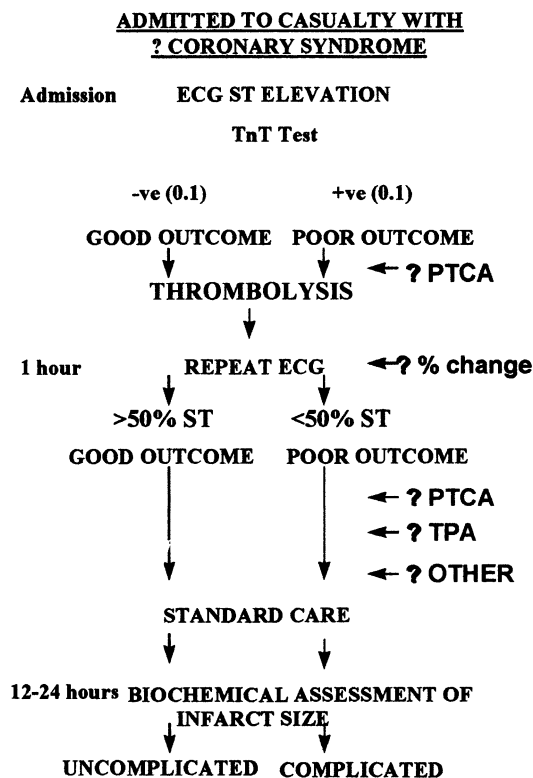 ADMITTED TO CASUALTY WITH
? CORONARY SYNDROME
Admission ECG ST ELEVATION
TnT Test
-ve (0.1) +ve (0.1)
GOOD OUTCOME POOR OUTCOME
? PTCA
THROMBOLYSIS
1 hour REPEAT ECG ? % change
>50% ST <50% ST
GOOD OUTCOME POOR OUTCOME
? PTCA
? TPA
? OTHER
STANDARD CARE
12-24 hours BIOCHEMICAL ASSESSMENT OF
INFARCT SIZE
UNCOMPLICATED COMPLICATED